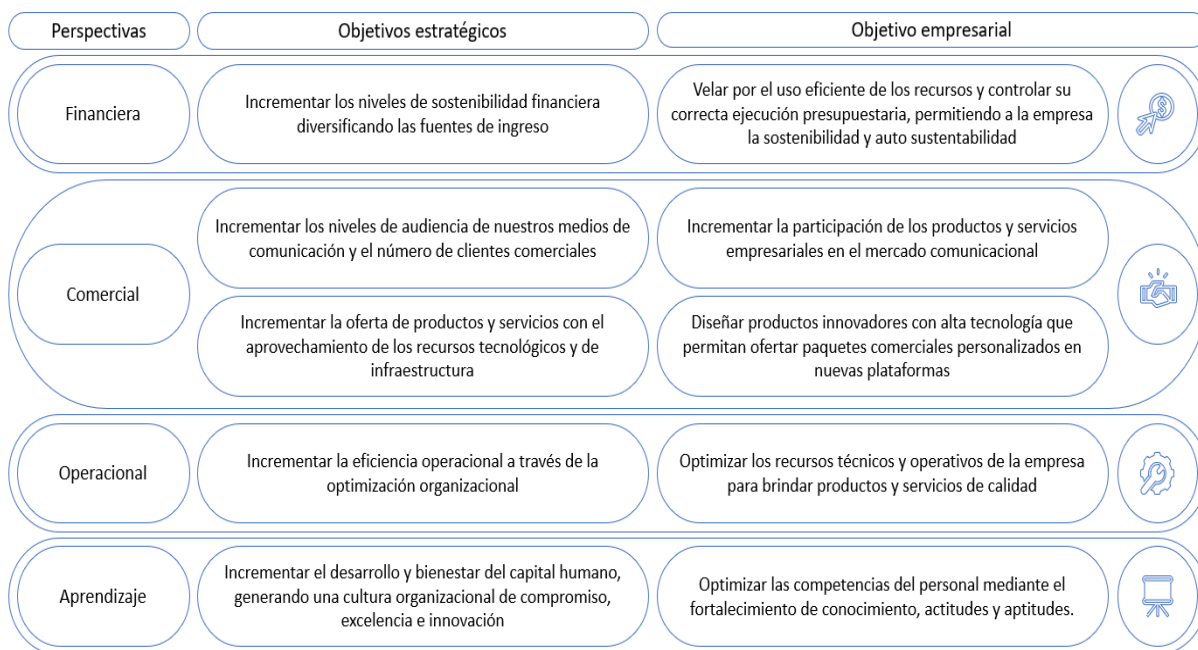 Perspectivas
Objetivos estratégicos
Objetivo empresarial
Financiera
Incrementar los niveles de sostenibilidad financiera
diversificando las fuentes de ingreso
Velar por el uso eficiente de los recursos y controlar su
correcta ejecución presupuestaria, permitiendo a la empresa
la sostenibilidad y auto sustentabilidad
$
Comercial
Incrementar los niveles de audiencia de nuestros medios de
comunicación y el número de clientes comerciales
Incrementar la participación de los productos y servicios
empresariales en el mercado comunicacional
Incrementar la oferta de productos y servicios con el
aprovechamiento de los recursos tecnológicos y de
infraestructura
Diseñar productos innovadores con alta tecnología que
permitan ofertar paquetes comerciales personalizados en
nuevas plataformas
Operacional
Incrementar la eficiencia operacional a través de la
optimización organizacional
Optimizar los recursos técnicos y operativos de la empresa
para brindar productos y servicios de calidad
Aprendizaje
Incrementar el desarrollo y bienestar del capital humano,
generando una cultura organizacional de compromiso,
excelencia e innovación
Optimizar las competencias del personal mediante el
fortalecimiento de conocimiento, actitudes y aptitudes.